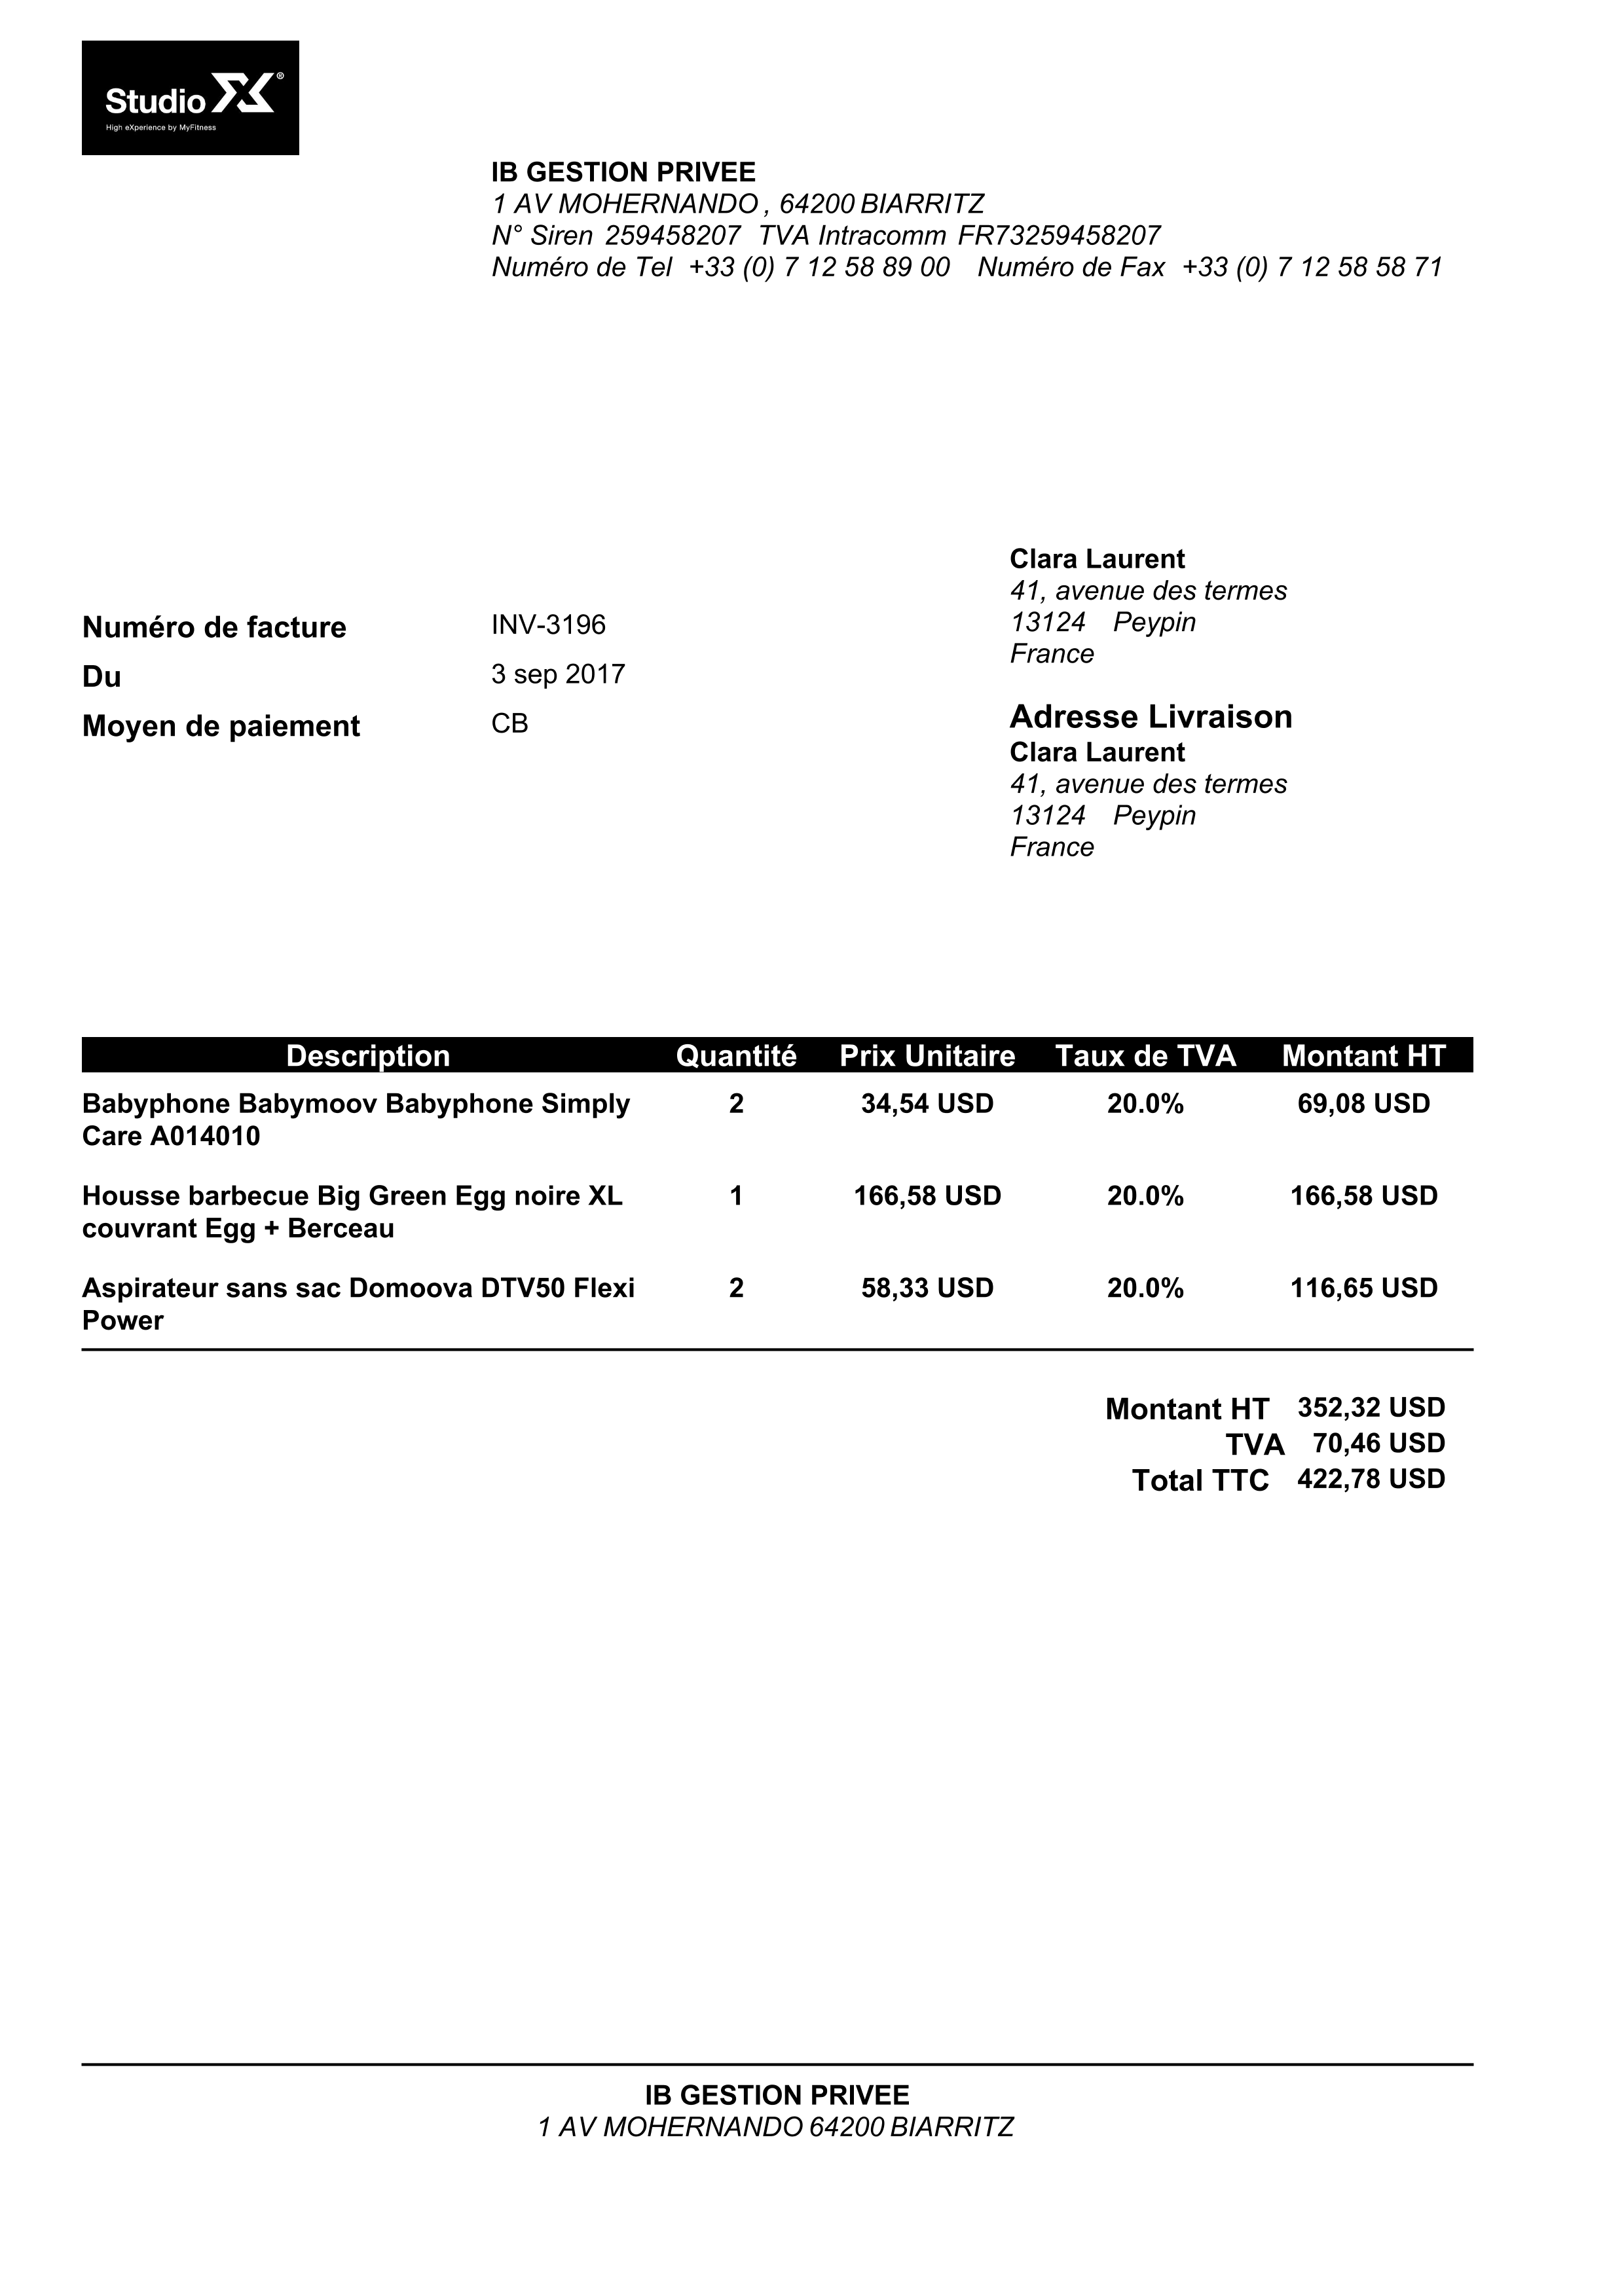 Studio X®
High eXperience by MyFitness
IB GESTION PRIVEE
1 AV MOHERNANDO , 64200 BIARRITZ
N° Siren 259458207 TVA Intracomm FR73259458207
Numéro de Tel +33 (0) 7 12 58 89 00 Numéro de Fax +33 (0) 7 12 58 58 71
Clara Laurent
41, avenue des termes
13124 Peypin
France
Numéro de facture INV-3196
Du 3 sep 2017
Moyen de paiement CB
Adresse Livraison
Clara Laurent
41, avenue des termes
13124 Peypin
France
Description Quantité Prix Unitaire Taux de TVA Montant HT
Babyphone Babymoov Babyphone Simply 2 34,54 USD 20.0% 69,08 USD
Care A014010
Housse barbecue Big Green Egg noire XL 1 166,58 USD 20.0% 166,58 USD
couvrant Egg + Berceau
Aspirateur sans sac Domoova DTV50 Flexi 2 58,33 USD 20.0% 116,65 USD
Power
Montant HT 352,32 USD
TVA 70,46 USD
Total TTC 422,78 USD
IB GESTION PRIVEE
1 AV MOHERNANDO 64200 BIARRITZ